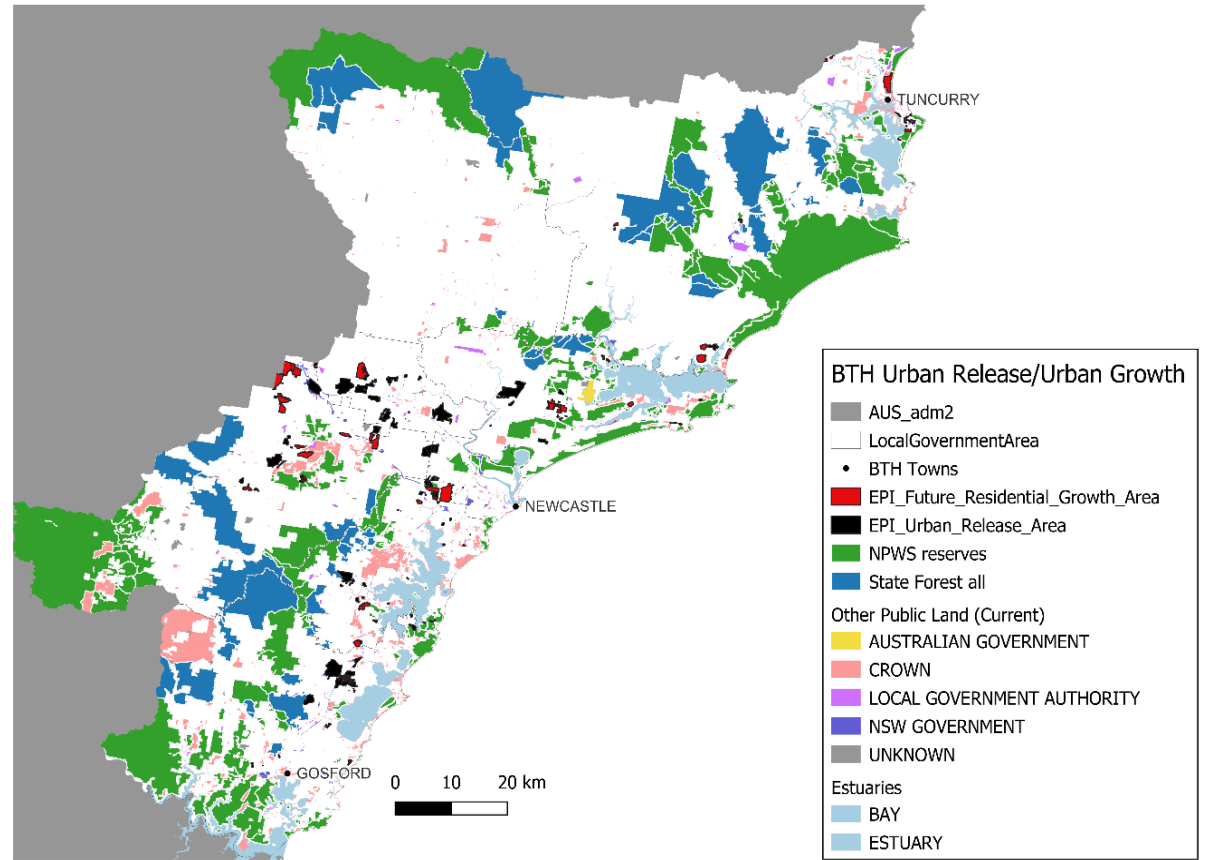 TUNCURRY
NEWCASTLE
GOSFORD
0 10 20 km
BTH Urban Release/Urban Growth
AUS_adm2
LocalGovernmentArea
BTH Towns
EPI_Future_Residential_Growth_Area
EPI_Urban_Release_Area
NPWS reserves
State Forest all
Other Public Land (Current)
AUSTRALIAN GOVERNMENT
CROWN
LOCAL GOVERNMENT AUTHORITY
NSW GOVERNMENT
UNKNOWN
Estuaries
BAY
ESTUARY